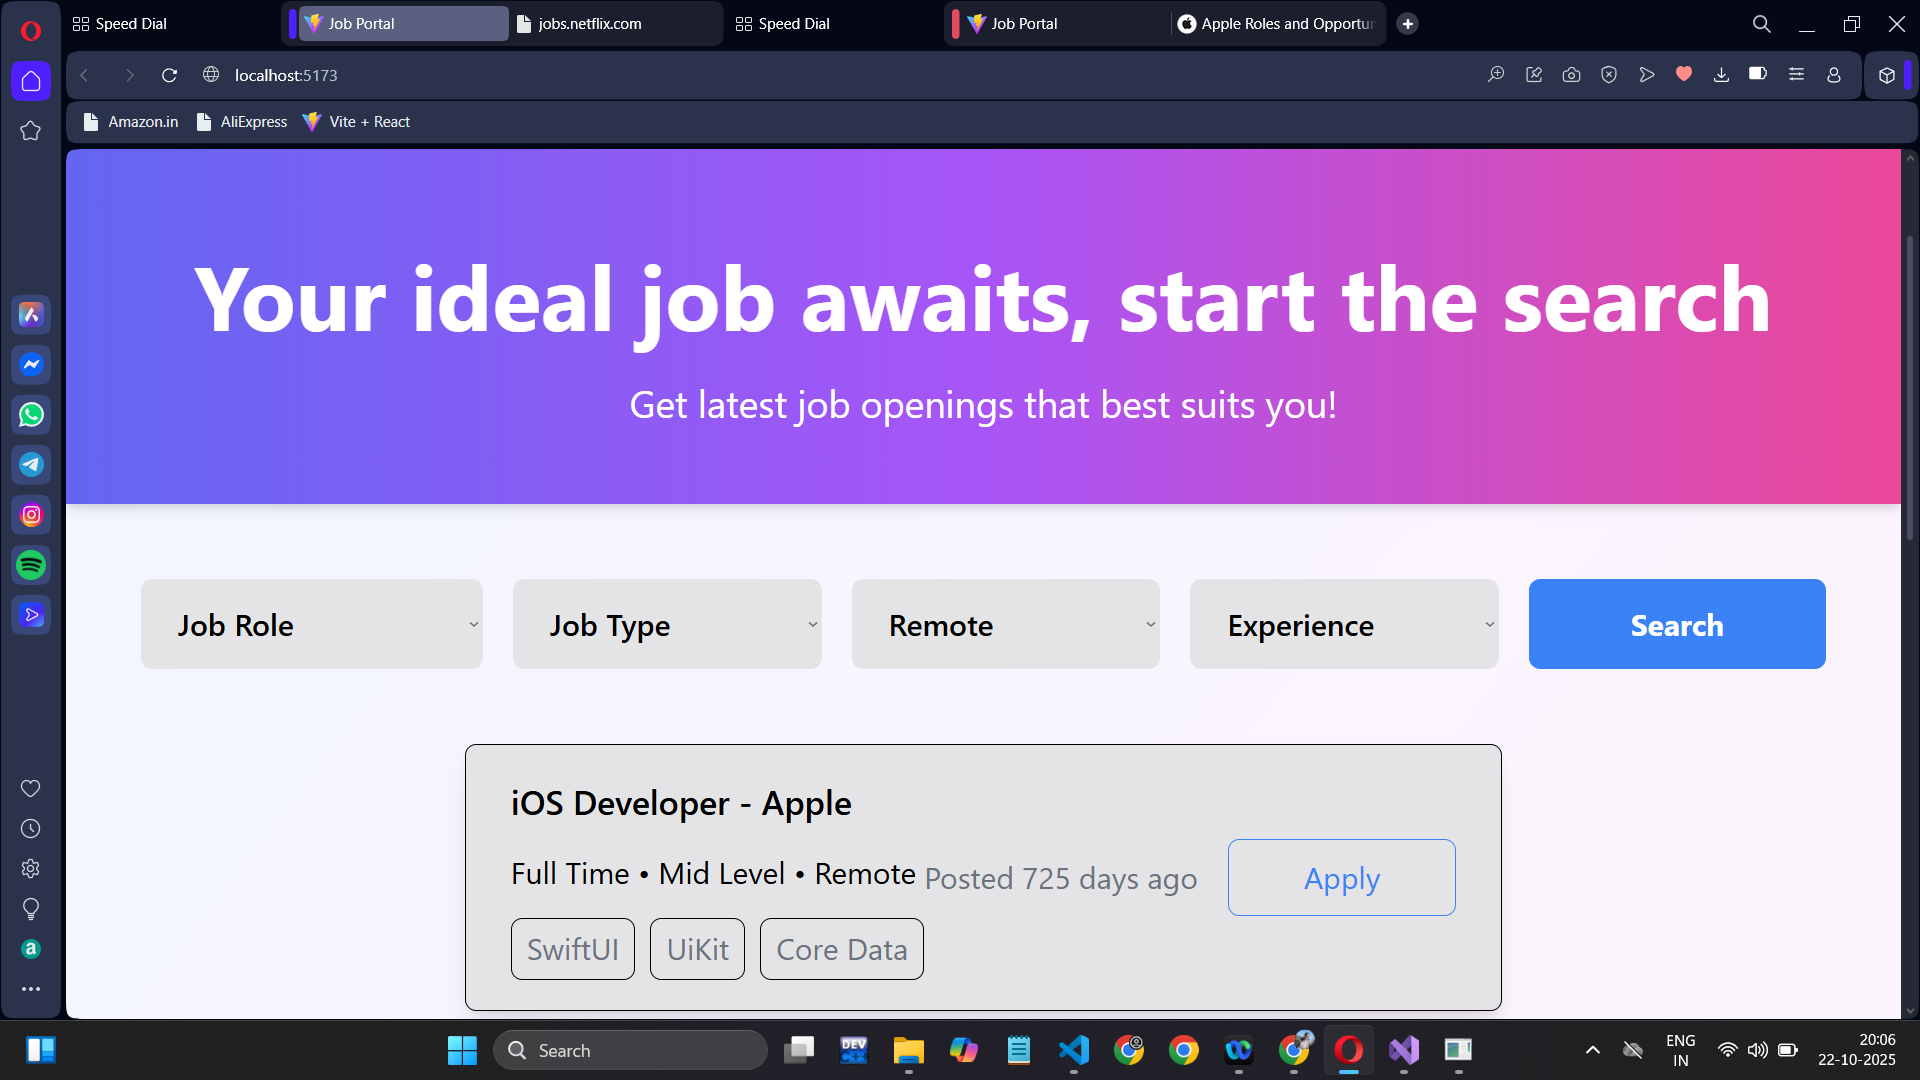 Speed Dial
Job Portal
jobs.netflix.com
Speed Dial
Job Portal
Apple Roles and Opportu
localhost:5173
Amazon.in
AliExpress
Vite + React
Your ideal job awaits, start the search
Get latest job openings that best suits you!
Job Role
Job Type
Remote
Experience
Search
iOS Developer - Apple
Full Time • Mid Level • Remote
Posted 725 days ago
Apply
SwiftUI
UiKit
Core Data
a
Search
DEV
C++
ENG
IN
20:06
22-10-2025